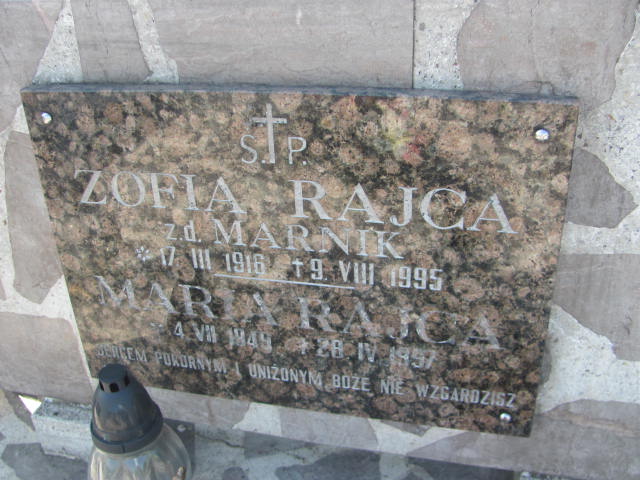 Ś.P.
ZOFIA RAJCA
z.d. MARNIK
* 17 III 1916 ✝ 9 VIII 1995
MARIA RAJCA
* 4 VII 1949 ✝ 28 IV 1957
SERCEM POKORNYM I UNIŻONYM BOŻE NIE WZGARDZISZ